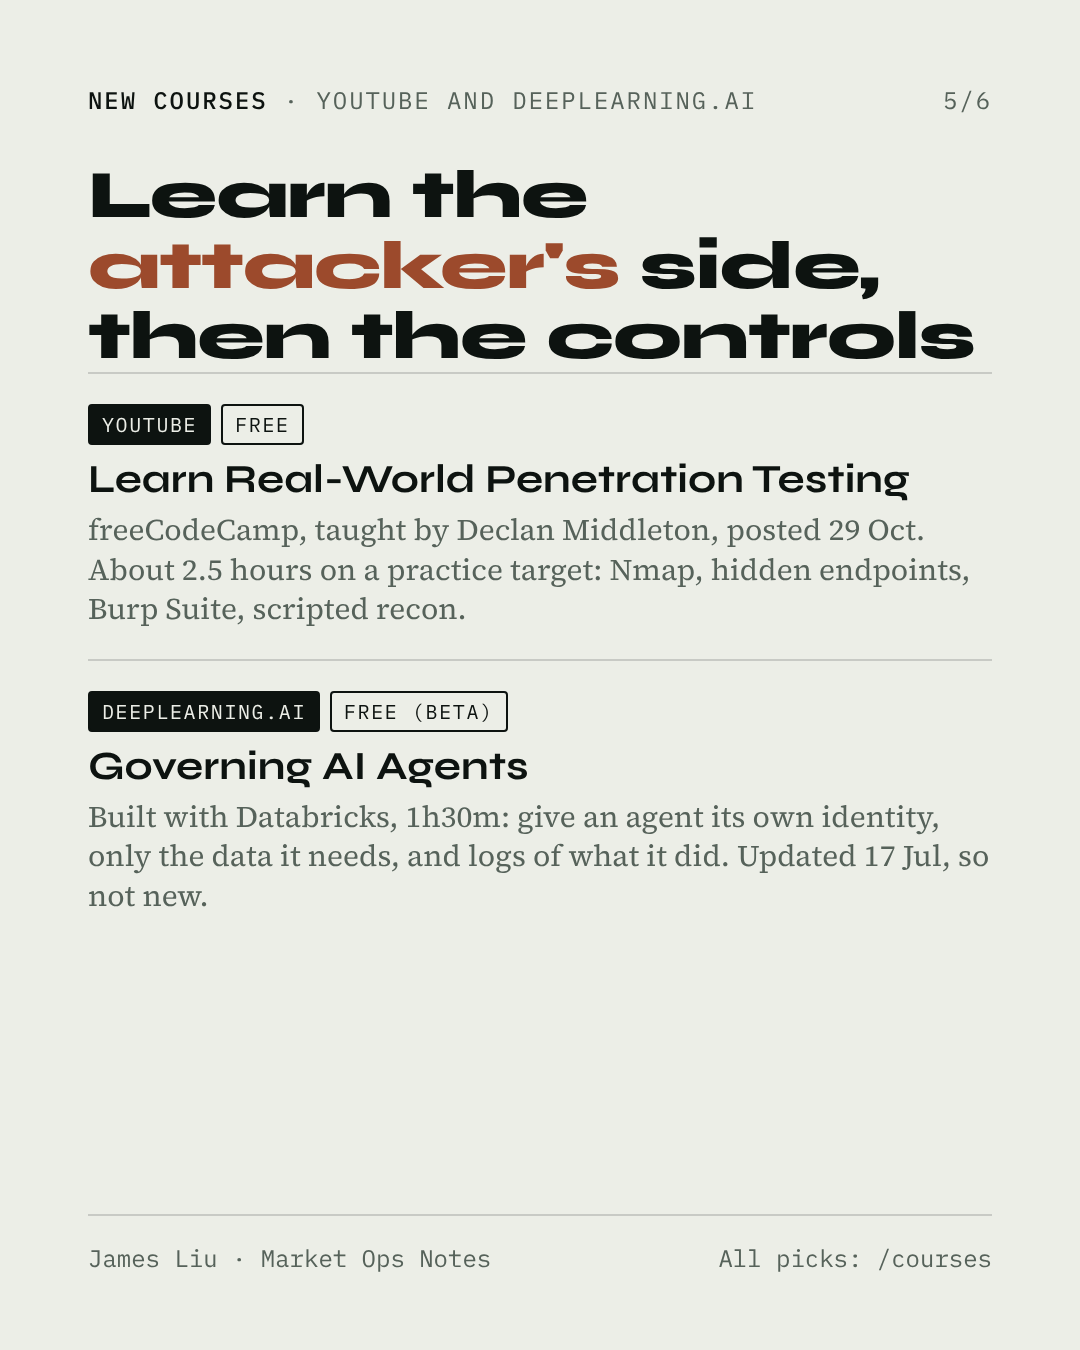 NEW COURSES · YOUTUBE AND DEEPLEARNING.AI 5/6
Learn the
attacker's side,
then the controls
YOUTUBE FREE
Learn Real-World Penetration Testing
freeCodeCamp, taught by Declan Middleton, posted 29 Oct.
About 2.5 hours on a practice target: Nmap, hidden endpoints,
Burp Suite, scripted recon.
DEEPLEARNING.AI FREE (BETA)
Governing AI Agents
Built with Databricks, 1h30m: give an agent its own identity,
only the data it needs, and logs of what it did. Updated 17 Jul, so
not new.
James Liu · Market Ops Notes All picks: /courses